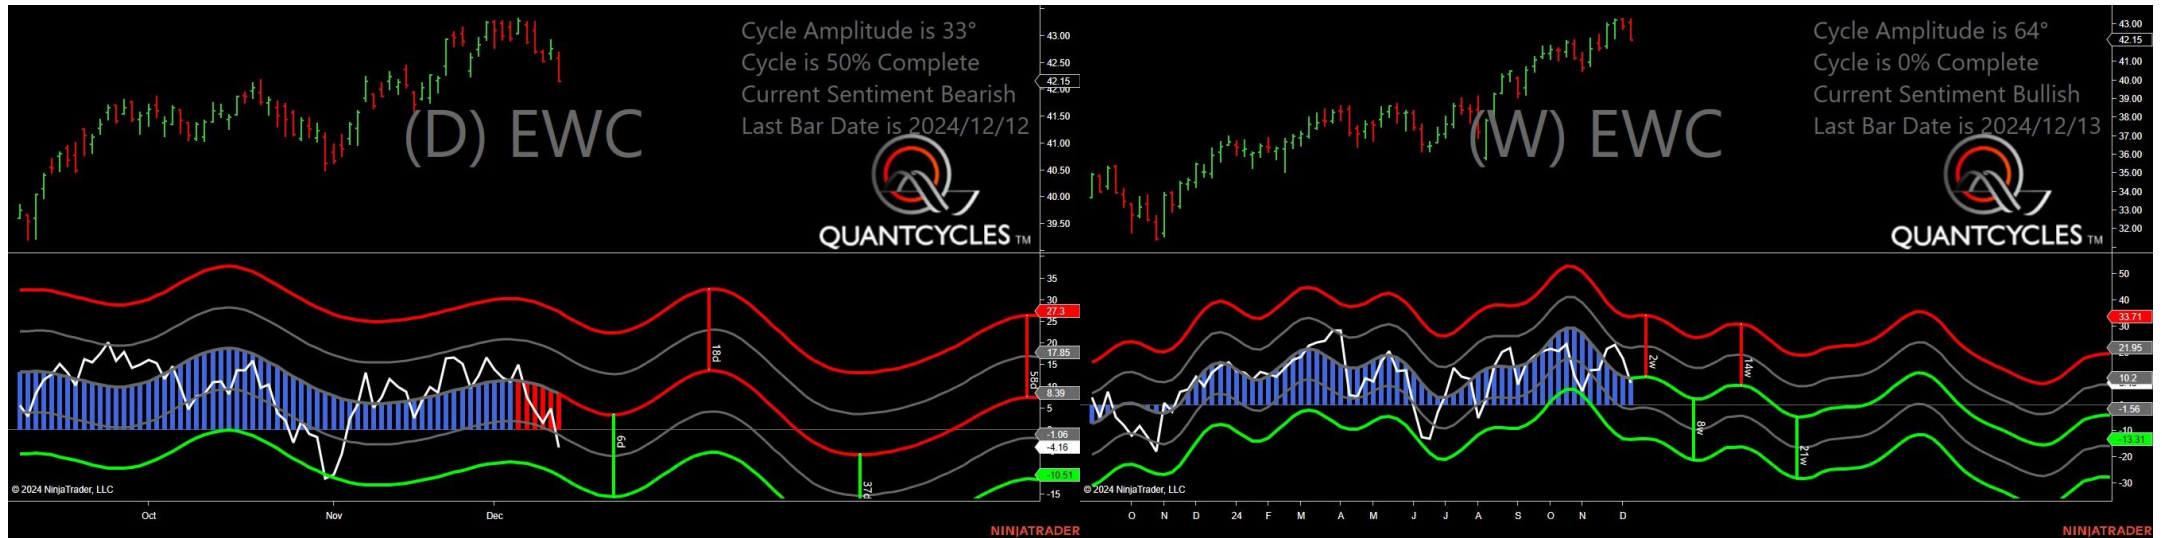 Cycle Amplitude is 33°
Cycle is 50% Complete
Current Sentiment Bearish
Last Bar Date is 2024/12/12
(D) EWC
QUANTCYCLES TM
43.00
42.50
42.15
42.00
41.50
41.00
40.50
40.00
39.50
35
30
27.3
25
20
17.85
15
10
8.39
5
-1.06
-4.16
-10.51
-15
18d
58d
6d
37d
© 2024 NinjaTrader, LLC
Oct
Nov
Dec
NINJATRADER
Cycle Amplitude is 64°
Cycle is 0% Complete
Current Sentiment Bullish
Last Bar Date is 2024/12/13
(W) EWC
QUANTCYCLES TM
43.00
42.15
41.00
40.00
39.00
38.00
37.00
36.00
35.00
34.00
33.00
32.00
50
40
33.71
30
21.95
10.2
-1.56
-10
-13.31
-20
-30
2w
14w
8w
21w
© 2024 NinjaTrader, LLC
O N D 24 F M A M J J A S O N D
NINJATRADER